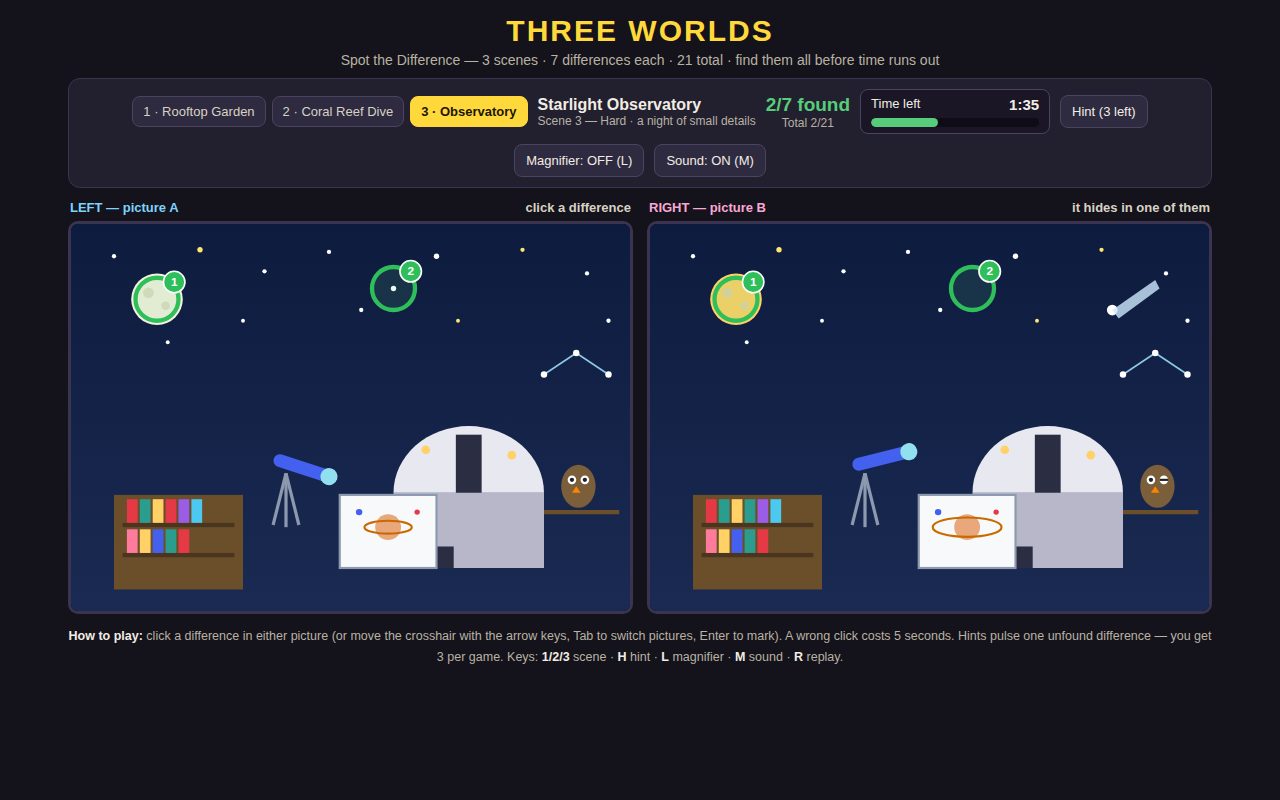 THREE WORLDS
Spot the Difference — 3 scenes · 7 differences each · 21 total · find them all before time runs out
1 · Rooftop Garden
2 · Coral Reef Dive
3 · Observatory
Starlight Observatory
Scene 3 — Hard · a night of small details
2/7 found
Total 2/21
Time left
1:35
Hint (3 left)
Magnifier: OFF (L)
Sound: ON (M)
LEFT — picture A
click a difference
RIGHT — picture B
it hides in one of them
1
2
1
2
How to play: click a difference in either picture (or move the crosshair with the arrow keys, Tab to switch pictures, Enter to mark). A wrong click costs 5 seconds. Hints pulse one unfound difference — you get
3 per game. Keys: 1/2/3 scene · H hint · L magnifier · M sound · R replay.